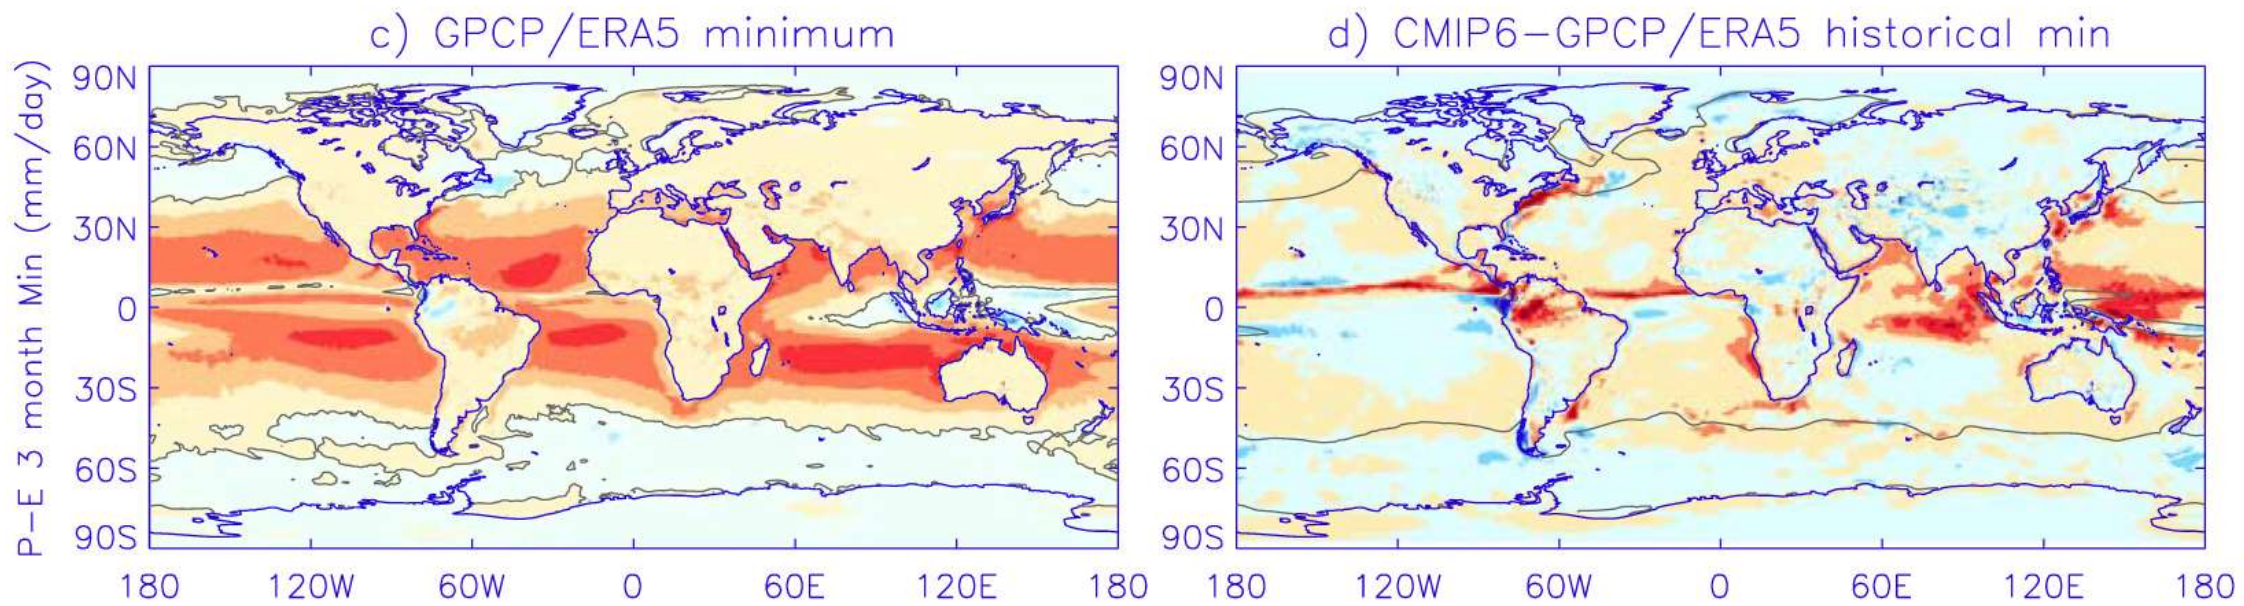 c) GPCP/ERA5 minimum
d) CMIP6-GPCP/ERA5 historical min
P-E 3 month Min (mm/day)
90N
60N
30N
0
30S
60S
90S
180 120W 60W 0 60E 120E 180
90N
60N
30N
0
30S
60S
90S
180 120W 60W 0 60E 120E 180